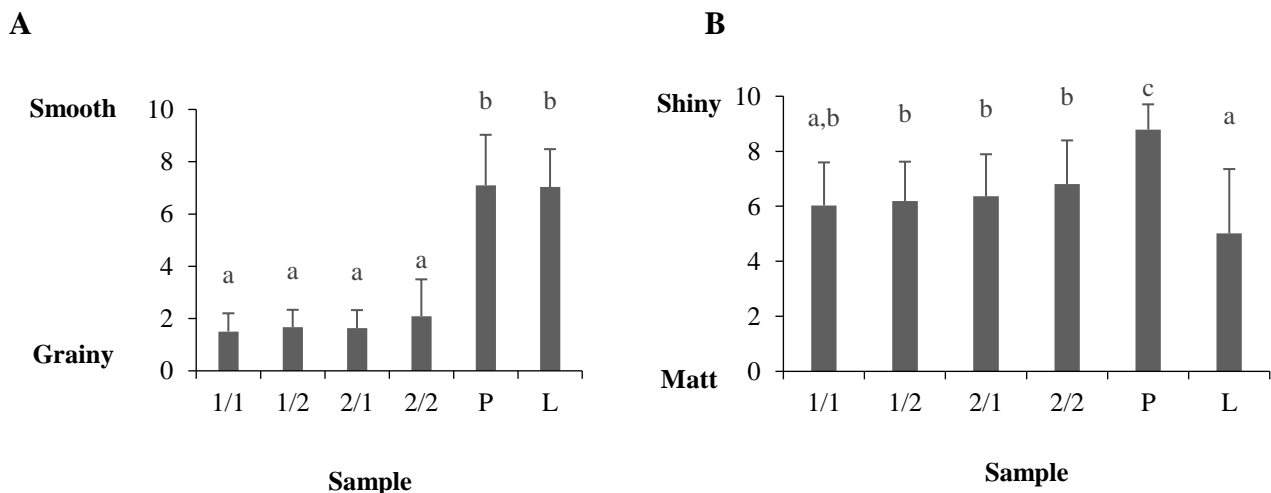 A
b b
Smooth 10
8
6
4
a a a a
2
Grainy 0
1/1 1/2 2/1 2/2 P L
Sample
B
Shiny 10
a,b b b b c a
8
6
4
2
Matt 0
1/1 1/2 2/1 2/2 P L
Sample